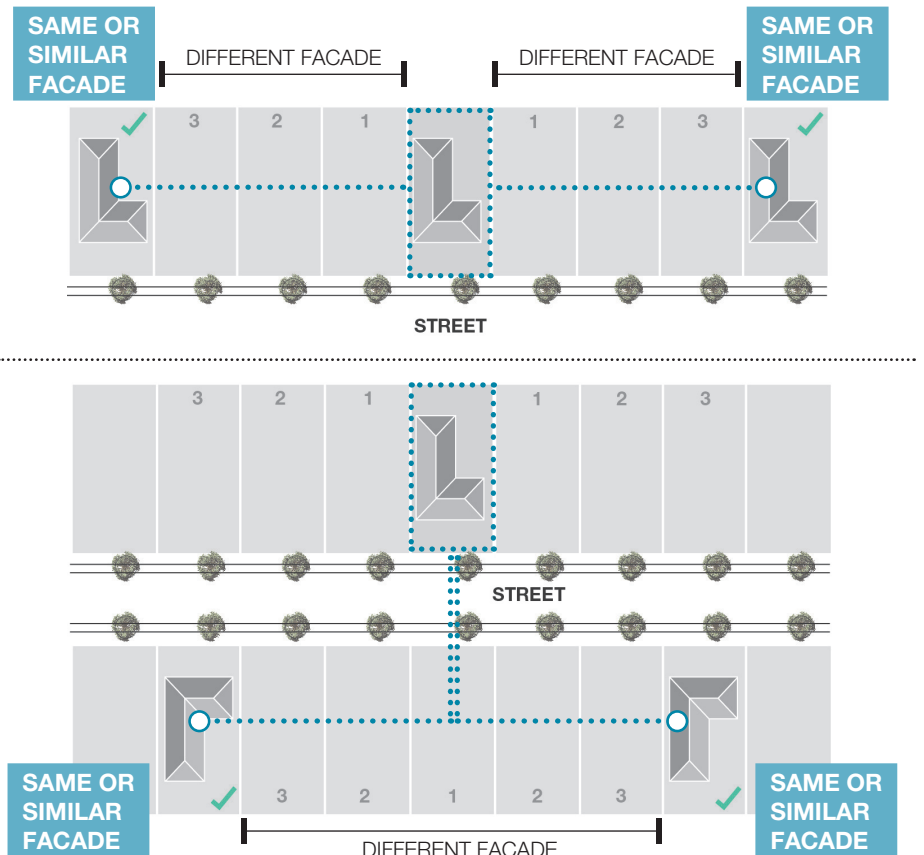 SAME OR
SIMILAR
FACADE
DIFFERENT FACADE
DIFFERENT FACADE
SAME OR
SIMILAR
FACADE
3 2 1 1 2 3
STREET
3 2 1 1 2 3
STREET
SAME OR
SIMILAR
FACADE
3 2 1 2 3
SAME OR
SIMILAR
FACADE
DIFFERENT FACADE